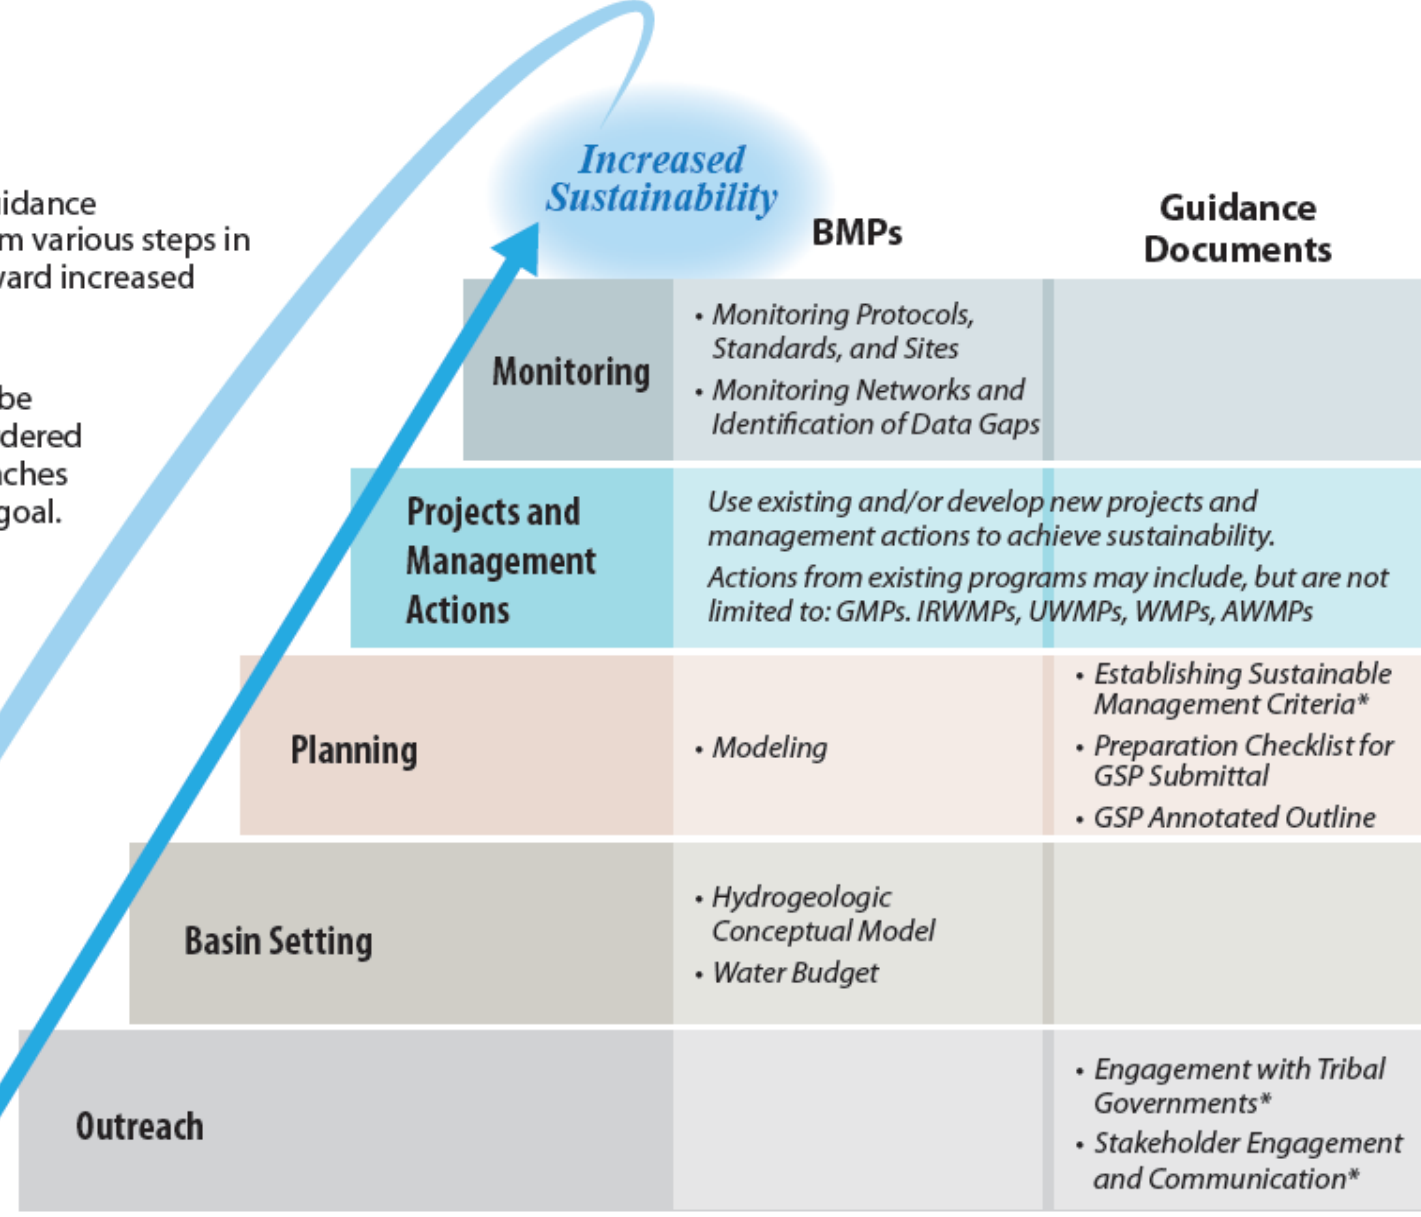 Increased
Sustainability
BMPs
Guidance
Documents
idance
m various steps in
ard increased
be
dered
ches
goal.
Monitoring
• Monitoring Protocols,
Standards, and Sites
• Monitoring Networks and
Identification of Data Gaps
Projects and
Management
Actions
Use existing and/or develop new projects and
management actions to achieve sustainability.
Actions from existing programs may include, but are not
limited to: GMPs. IRWMPs, UWMPs, WMPs, AWMPs
Planning
• Modeling
• Establishing Sustainable
Management Criteria*
• Preparation Checklist for
GSP Submittal
• GSP Annotated Outline
Basin Setting
• Hydrogeologic
Conceptual Model
• Water Budget
Outreach
• Engagement with Tribal
Governments*
• Stakeholder Engagement
and Communication*